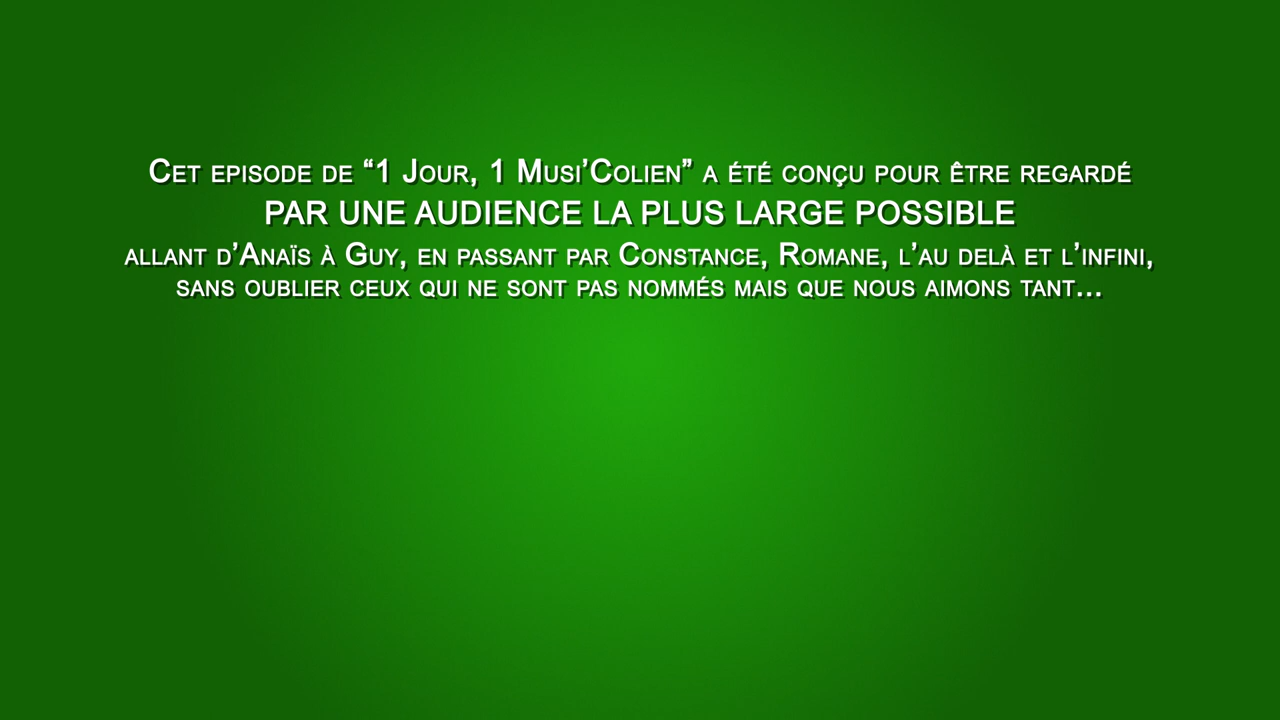 Cet episode de “1 Jour, 1 Musi’Colien” a été conçu pour être regardé
PAR UNE AUDIENCE LA PLUS LARGE POSSIBLE
allant d’Anaïs à Guy, en passant par Constance, Romane, l’au delà et l’infini,
sans oublier ceux qui ne sont pas nommés mais que nous aimons tant...